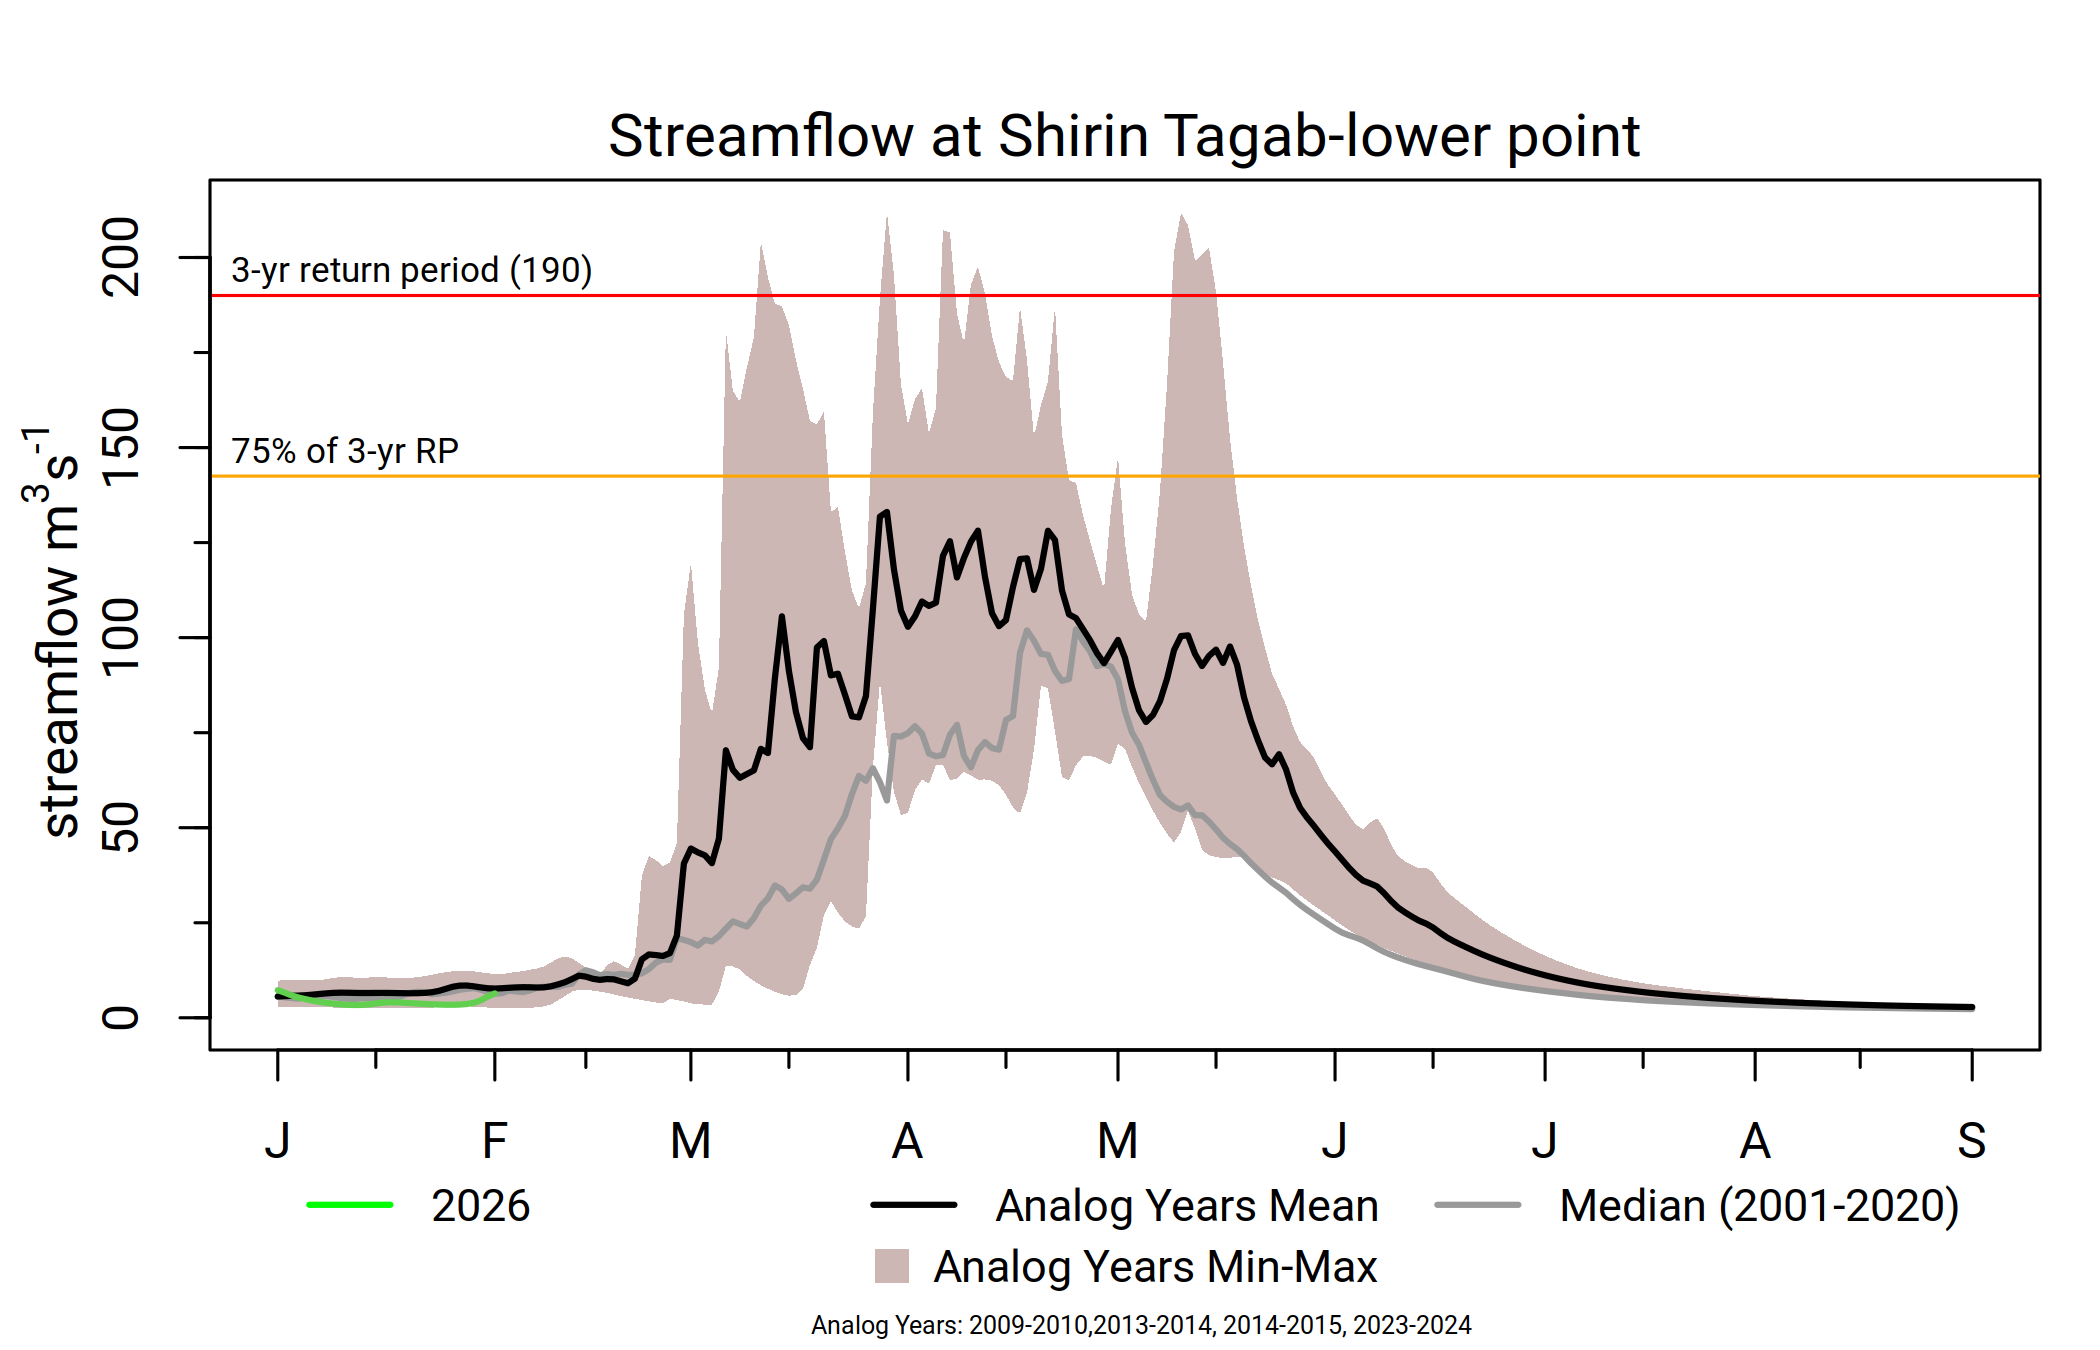 Streamflow at Shirin Tagab-lower point
streamflow m³s⁻¹
200
150
100
50
0
3-yr return period (190)
75% of 3-yr RP
J F M A M J J A S
2026 Analog Years Mean Median (2001-2020)
Analog Years Min-Max
Analog Years: 2009-2010,2013-2014, 2014-2015, 2023-2024